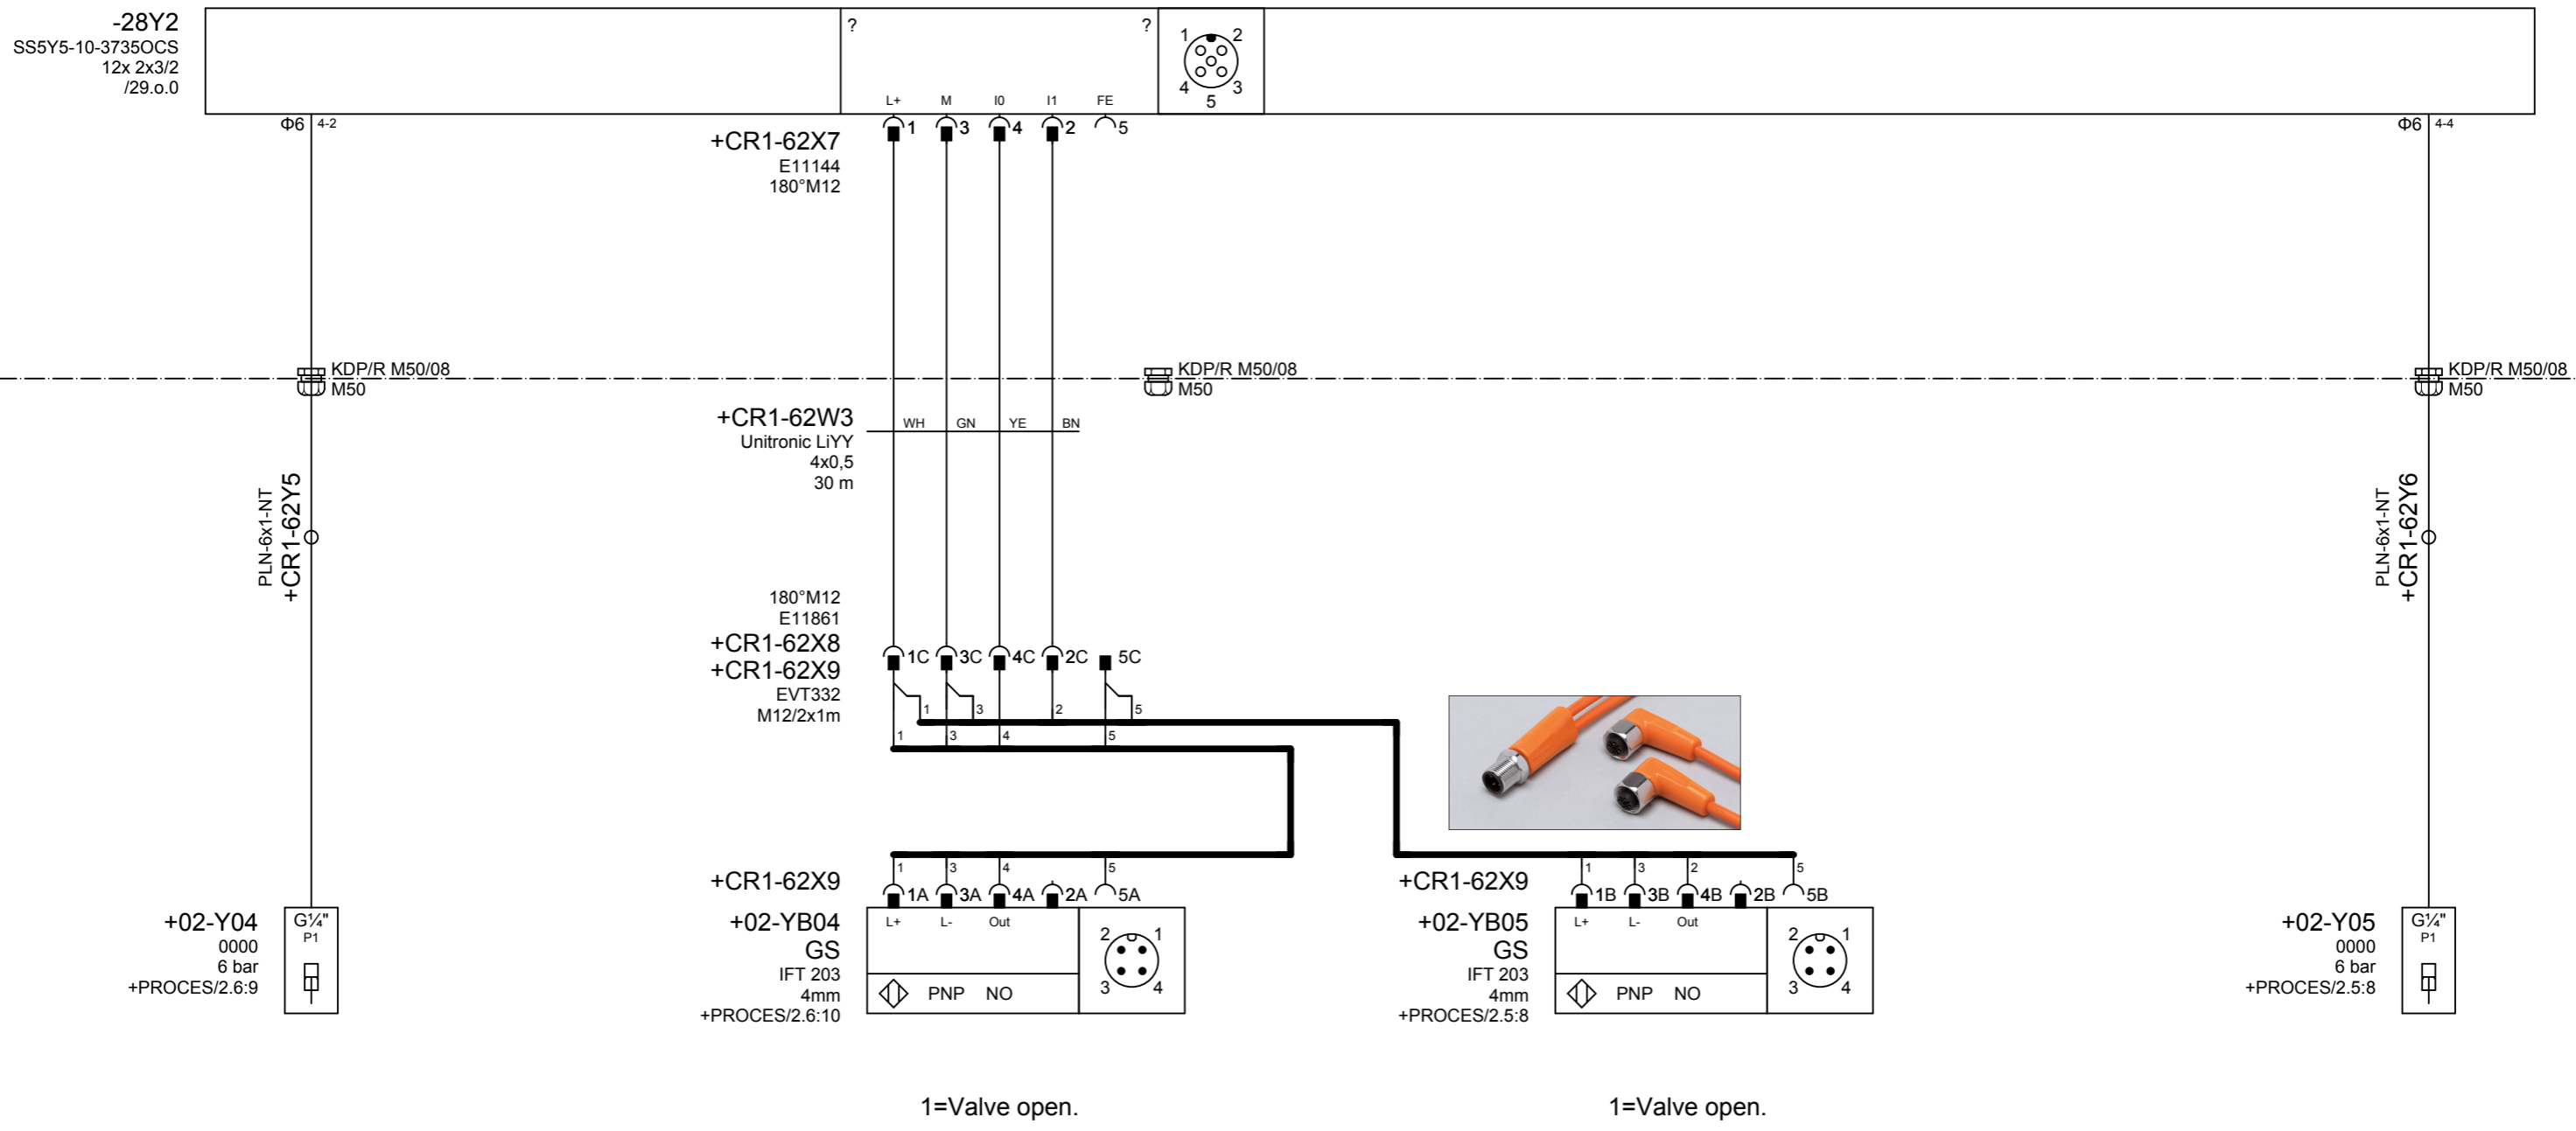 -28Y2
SS5Y5-10-3735OCS
12x 2x3/2
/29.o.0
? ?
1 2
4 3
5
L+ M I0 I1 FE
Φ6 4-2
Φ6 4-4
+CR1-62X7
E11144
180°M12
1 3 4 2 5
KDP/R M50/08
M50
KDP/R M50/08
M50
KDP/R M50/08
M50
+CR1-62W3
Unitronic LiYY
4x0,5
30 m
WH GN YE BN
PLN-6x1-NT
+CR1-62Y5
PLN-6x1-NT
+CR1-62Y6
180°M12
E11861
+CR1-62X8
+CR1-62X9
EVT332
M12/2x1m
1C 3C 4C 2C 5C
1 3 2 5
1 3 4 5
1 3 4 5
+CR1-62X9
1A 3A 4A 2A 5A
1 3 2 5
+CR1-62X9
1B 3B 4B 2B 5B
+02-Y04
0000
6 bar
+PROCES/2.6:9
G¼"
P1
+02-YB04
GS
IFT 203
4mm
+PROCES/2.6:10
L+ L- Out
PNP NO
2 1
3 4
+02-YB05
GS
IFT 203
4mm
+PROCES/2.5:8
L+ L- Out
PNP NO
2 1
3 4
+02-Y05
0000
6 bar
+PROCES/2.5:8
G¼"
P1
1=Valve open.
1=Valve open.